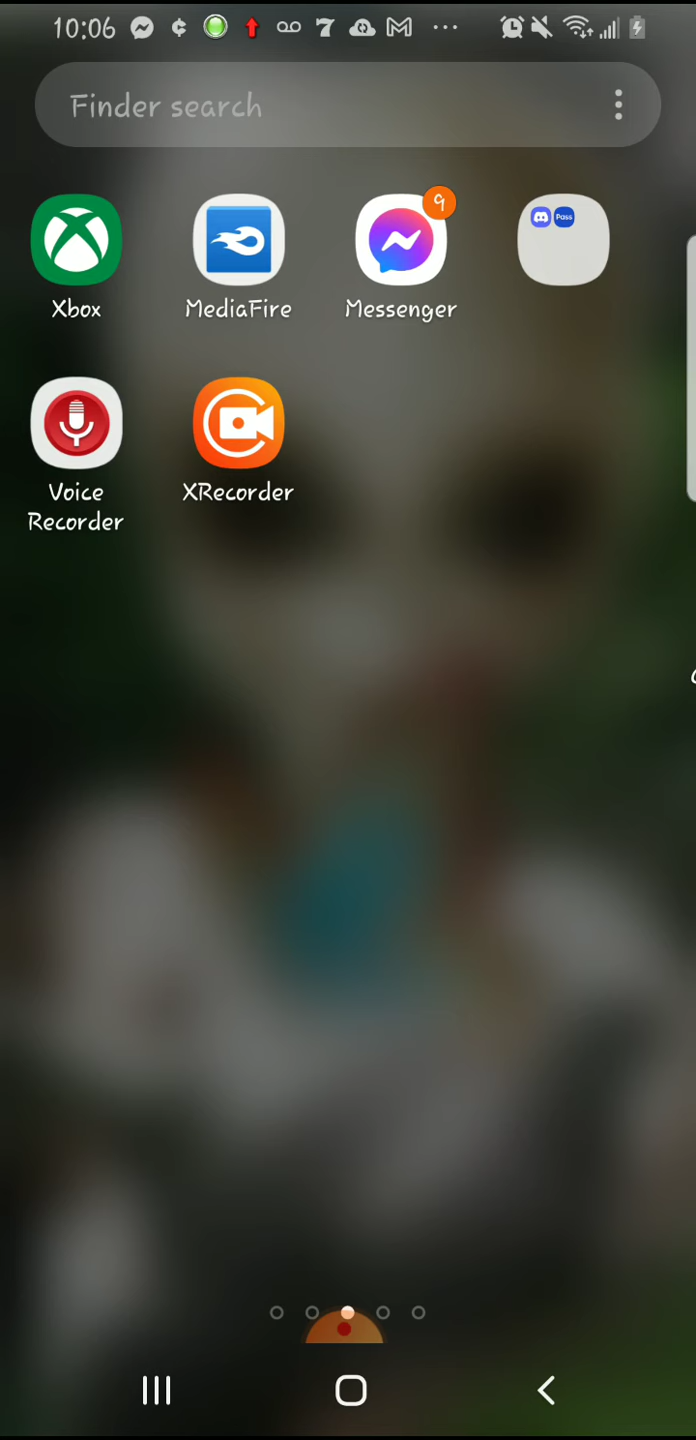 10:06
Finder search
9
Pass
Xbox
MediaFire
Messenger
Voice
Recorder
XRecorder